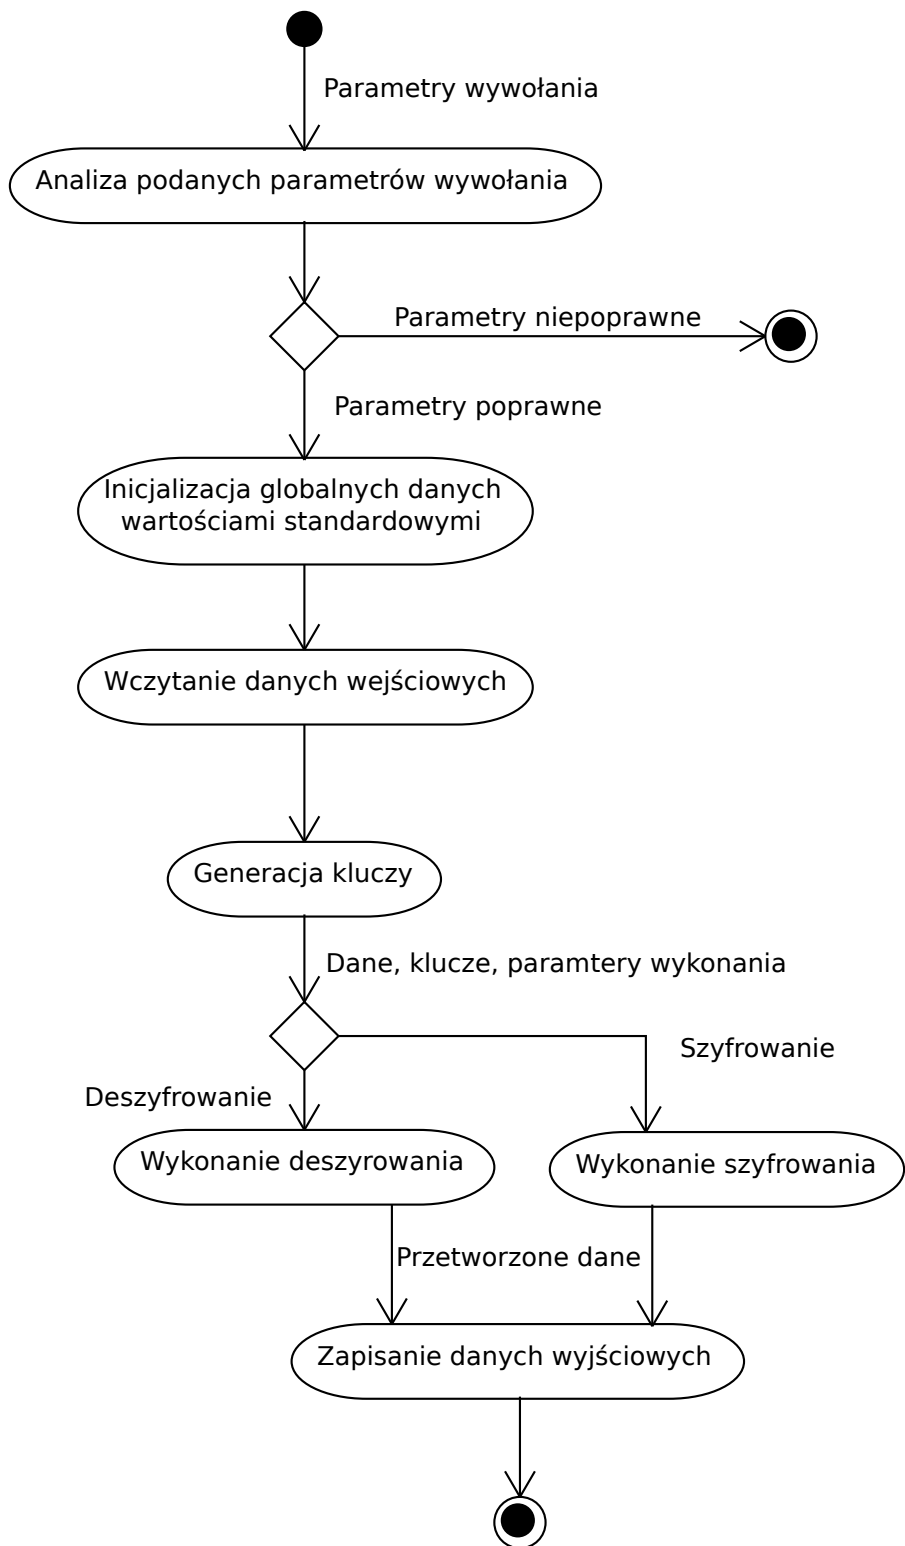 Parametry wywołania
Analiza podanych parametrów wywołania
Parametry niepoprawne
Parametry poprawne
Inicjalizacja globalnych danych
wartościami standardowymi
Wczytanie danych wejściowych
Generacja kluczy
Dane, klucze, paramtery wykonania
Szyfrowanie
Deszyfrowanie
Wykonanie deszyrowania
Wykonanie szyfrowania
Przetworzone dane
Zapisanie danych wyjściowych